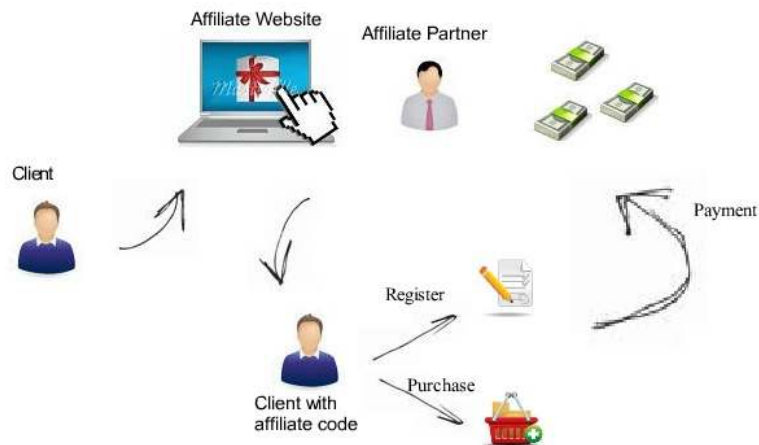 Affiliate Website
Affiliate Partner
Client
Payment
Register
Purchase
Client with
affiliate code